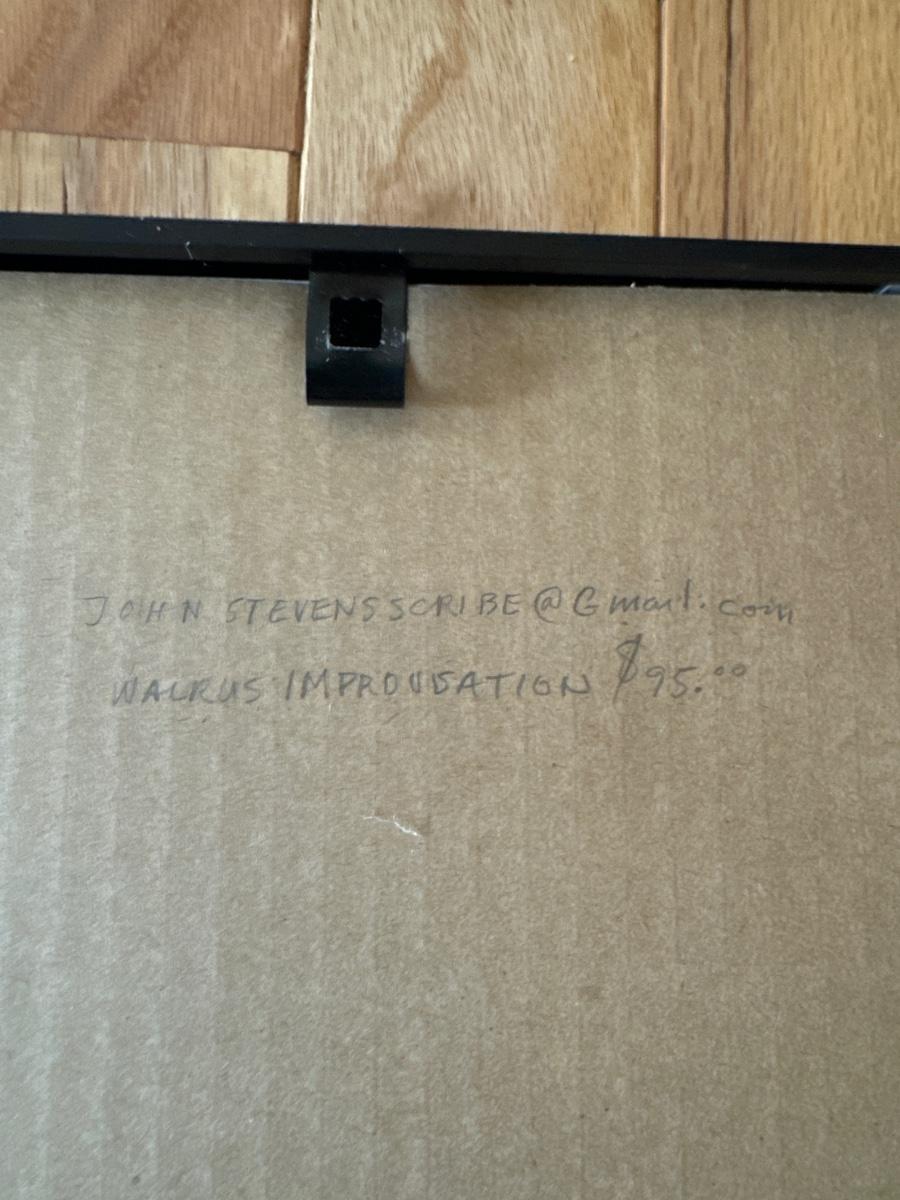 JOHN STEVENSSCRIBE@Gmail.com
WALRUS IMPROVISATION $95.00